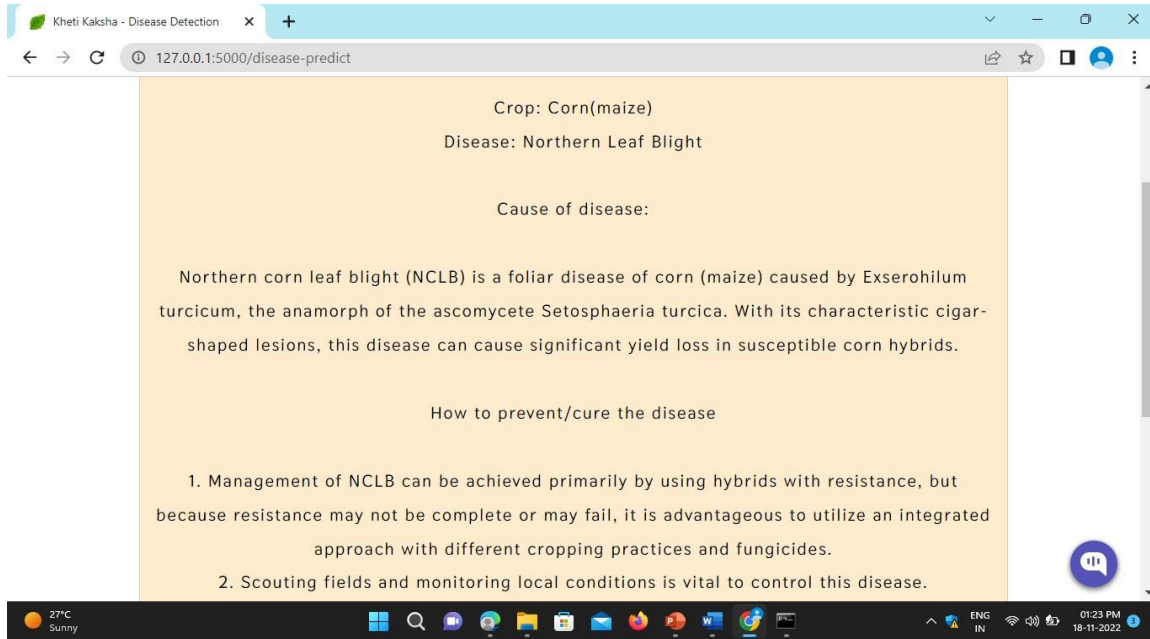 Kheti Kaksha - Disease Detection
127.0.0.1:5000/disease-predict
Crop: Corn(maize)
Disease: Northern Leaf Blight
Cause of disease:
Northern corn leaf blight (NCLB) is a foliar disease of corn (maize) caused by Exserohilum
turcicum, the anamorph of the ascomycete Setosphaeria turcica. With its characteristic cigar-
shaped lesions, this disease can cause significant yield loss in susceptible corn hybrids.
How to prevent/cure the disease
1. Management of NCLB can be achieved primarily by using hybrids with resistance, but
because resistance may not be complete or may fail, it is advantageous to utilize an integrated
approach with different cropping practices and fungicides.
2. Scouting fields and monitoring local conditions is vital to control this disease.
27°C
Sunny
ENG
IN
01:23 PM
18-11-2022
3